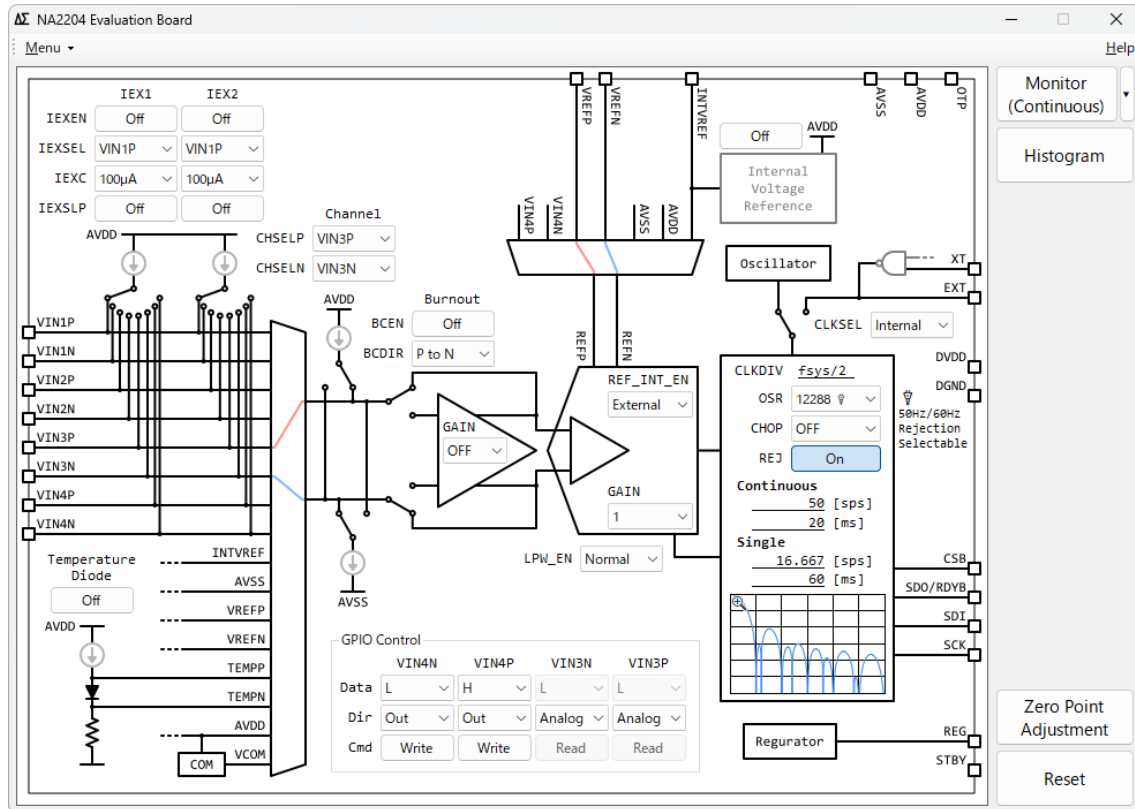 ΔΣ NA2204 Evaluation Board
Menu
Help
IEX1 IEX2
IEXEN Off Off
IEXSEL VIN1P VIN1P
IEXC 100µA 100µA
IEXSLP Off Off
AVDD
Channel
CHSELP VIN3P
CHSELN VIN3N
VREFP
VREFN
INTVREF
AVSS
AVDD
OTP
Off
AVDD
Internal
Voltage
Reference
VIN4P
VIN4N
AVSS
AVDD
Monitor
(Continuous)
Histogram
Oscillator
XT
EXT
CLKSEL Internal
AVDD
Burnout
BCEN Off
BCDIR P to N
REFP
REFN
VIN1P
VIN1N
VIN2P
VIN2N
VIN3P
VIN3N
VIN4P
VIN4N
GAIN
OFF
REF_INT_EN
External
GAIN
1
LPW_EN Normal
CLKDIV fsys/2
OSR 12288
CHOP OFF
REJ On
Continuous
50 [sps]
20 [ms]
Single
16.667 [sps]
60 [ms]
50Hz/60Hz
Rejection
Selectable
DVDD
DGND
CSB
SDO/RDYB
SDI
SCK
Temperature
Diode
Off
AVDD
INTVREF
AVSS
VREFP
VREFN
TEMPP
TEMPN
AVDD
VCOM
COM
AVSS
GPIO Control
VIN4N VIN4P VIN3N VIN3P
Data L H L L
Dir Out Out Analog Analog
Cmd Write Write Read Read
Regurator
REG
STBY
Zero Point
Adjustment
Reset